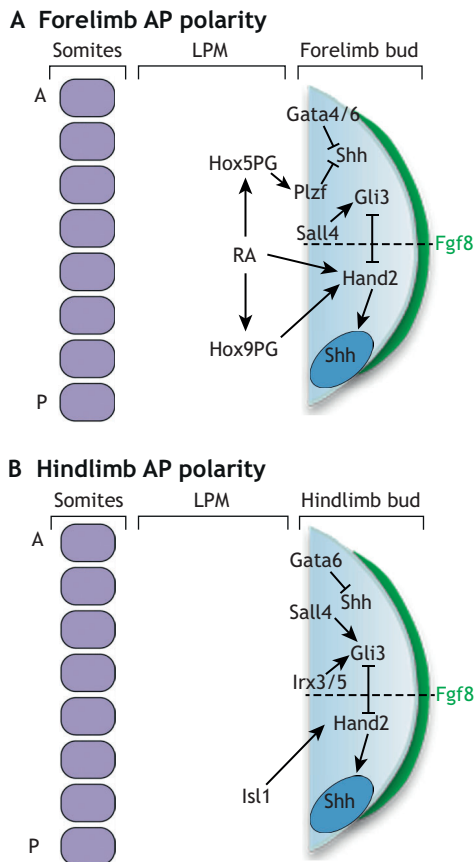 A Forelimb AP polarity
Somites LPM Forelimb bud
A
Gata4/6
Shh
Hox5PG
Plzf
Gli3
Sall4
Fgf8
RA
Hand2
Hox9PG
Shh
P
B Hindlimb AP polarity
Somites LPM Hindlimb bud
A
Gata6
Shh
Sall4
Gli3
Irx3/5
Fgf8
Hand2
Isl1
Shh
P